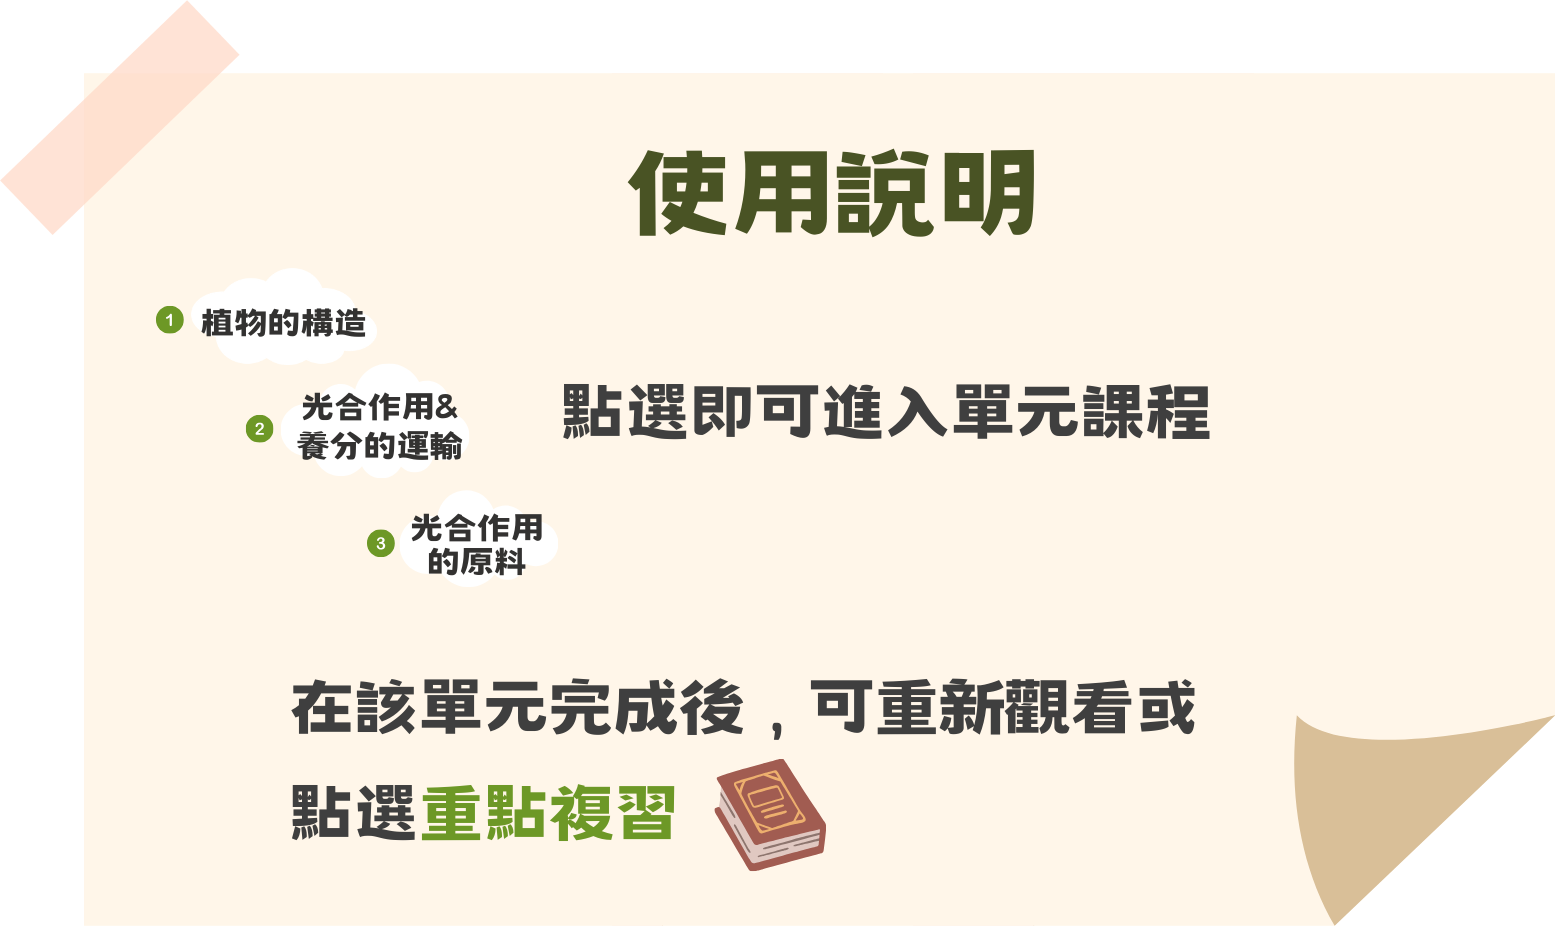 使用說明
1 植物的構造
2 光合作用&
養分的運輸
點選即可進入單元課程
3 光合作用
的原料
在該單元完成後，可重新觀看或
點選重點複習